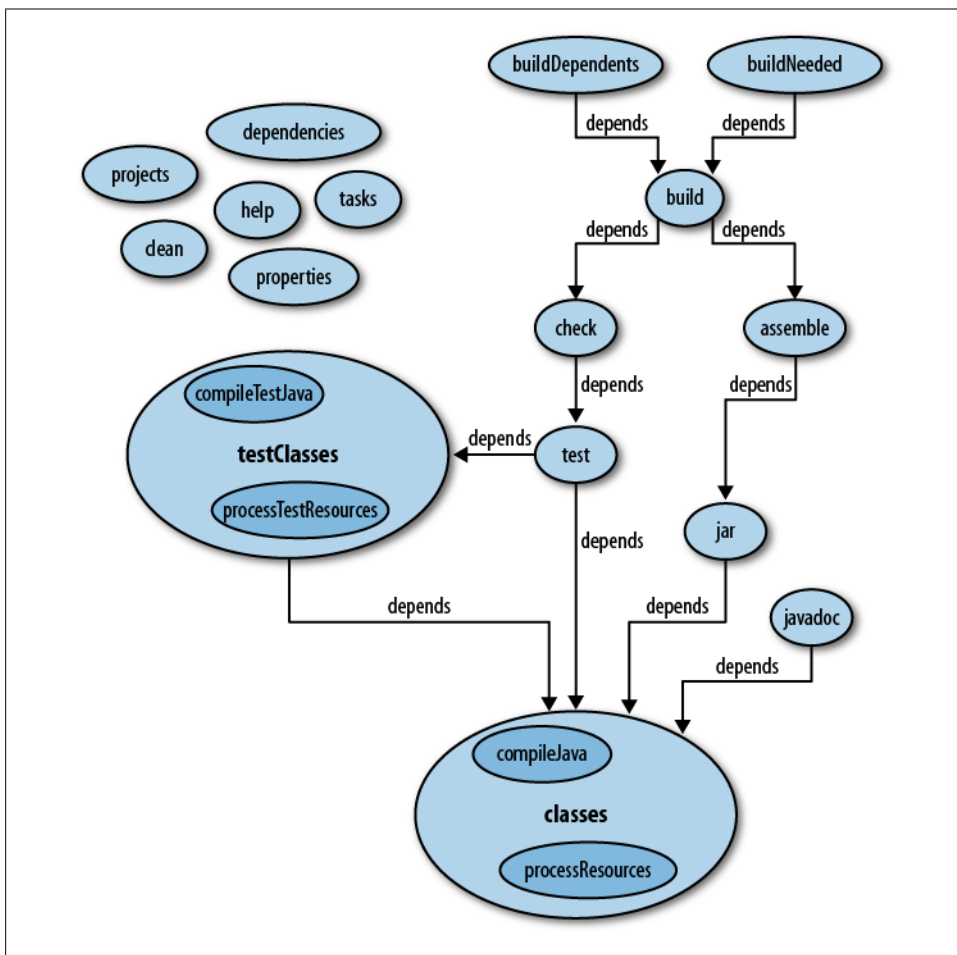 buildDependents
buildNeeded
depends
depends
dependencies
projects
help
tasks
clean
properties
build
depends
depends
check
assemble
depends
depends
compileTestJava
testClasses
processTestResources
depends
test
depends
jar
depends
depends
javadoc
depends
compileJava
classes
processResources